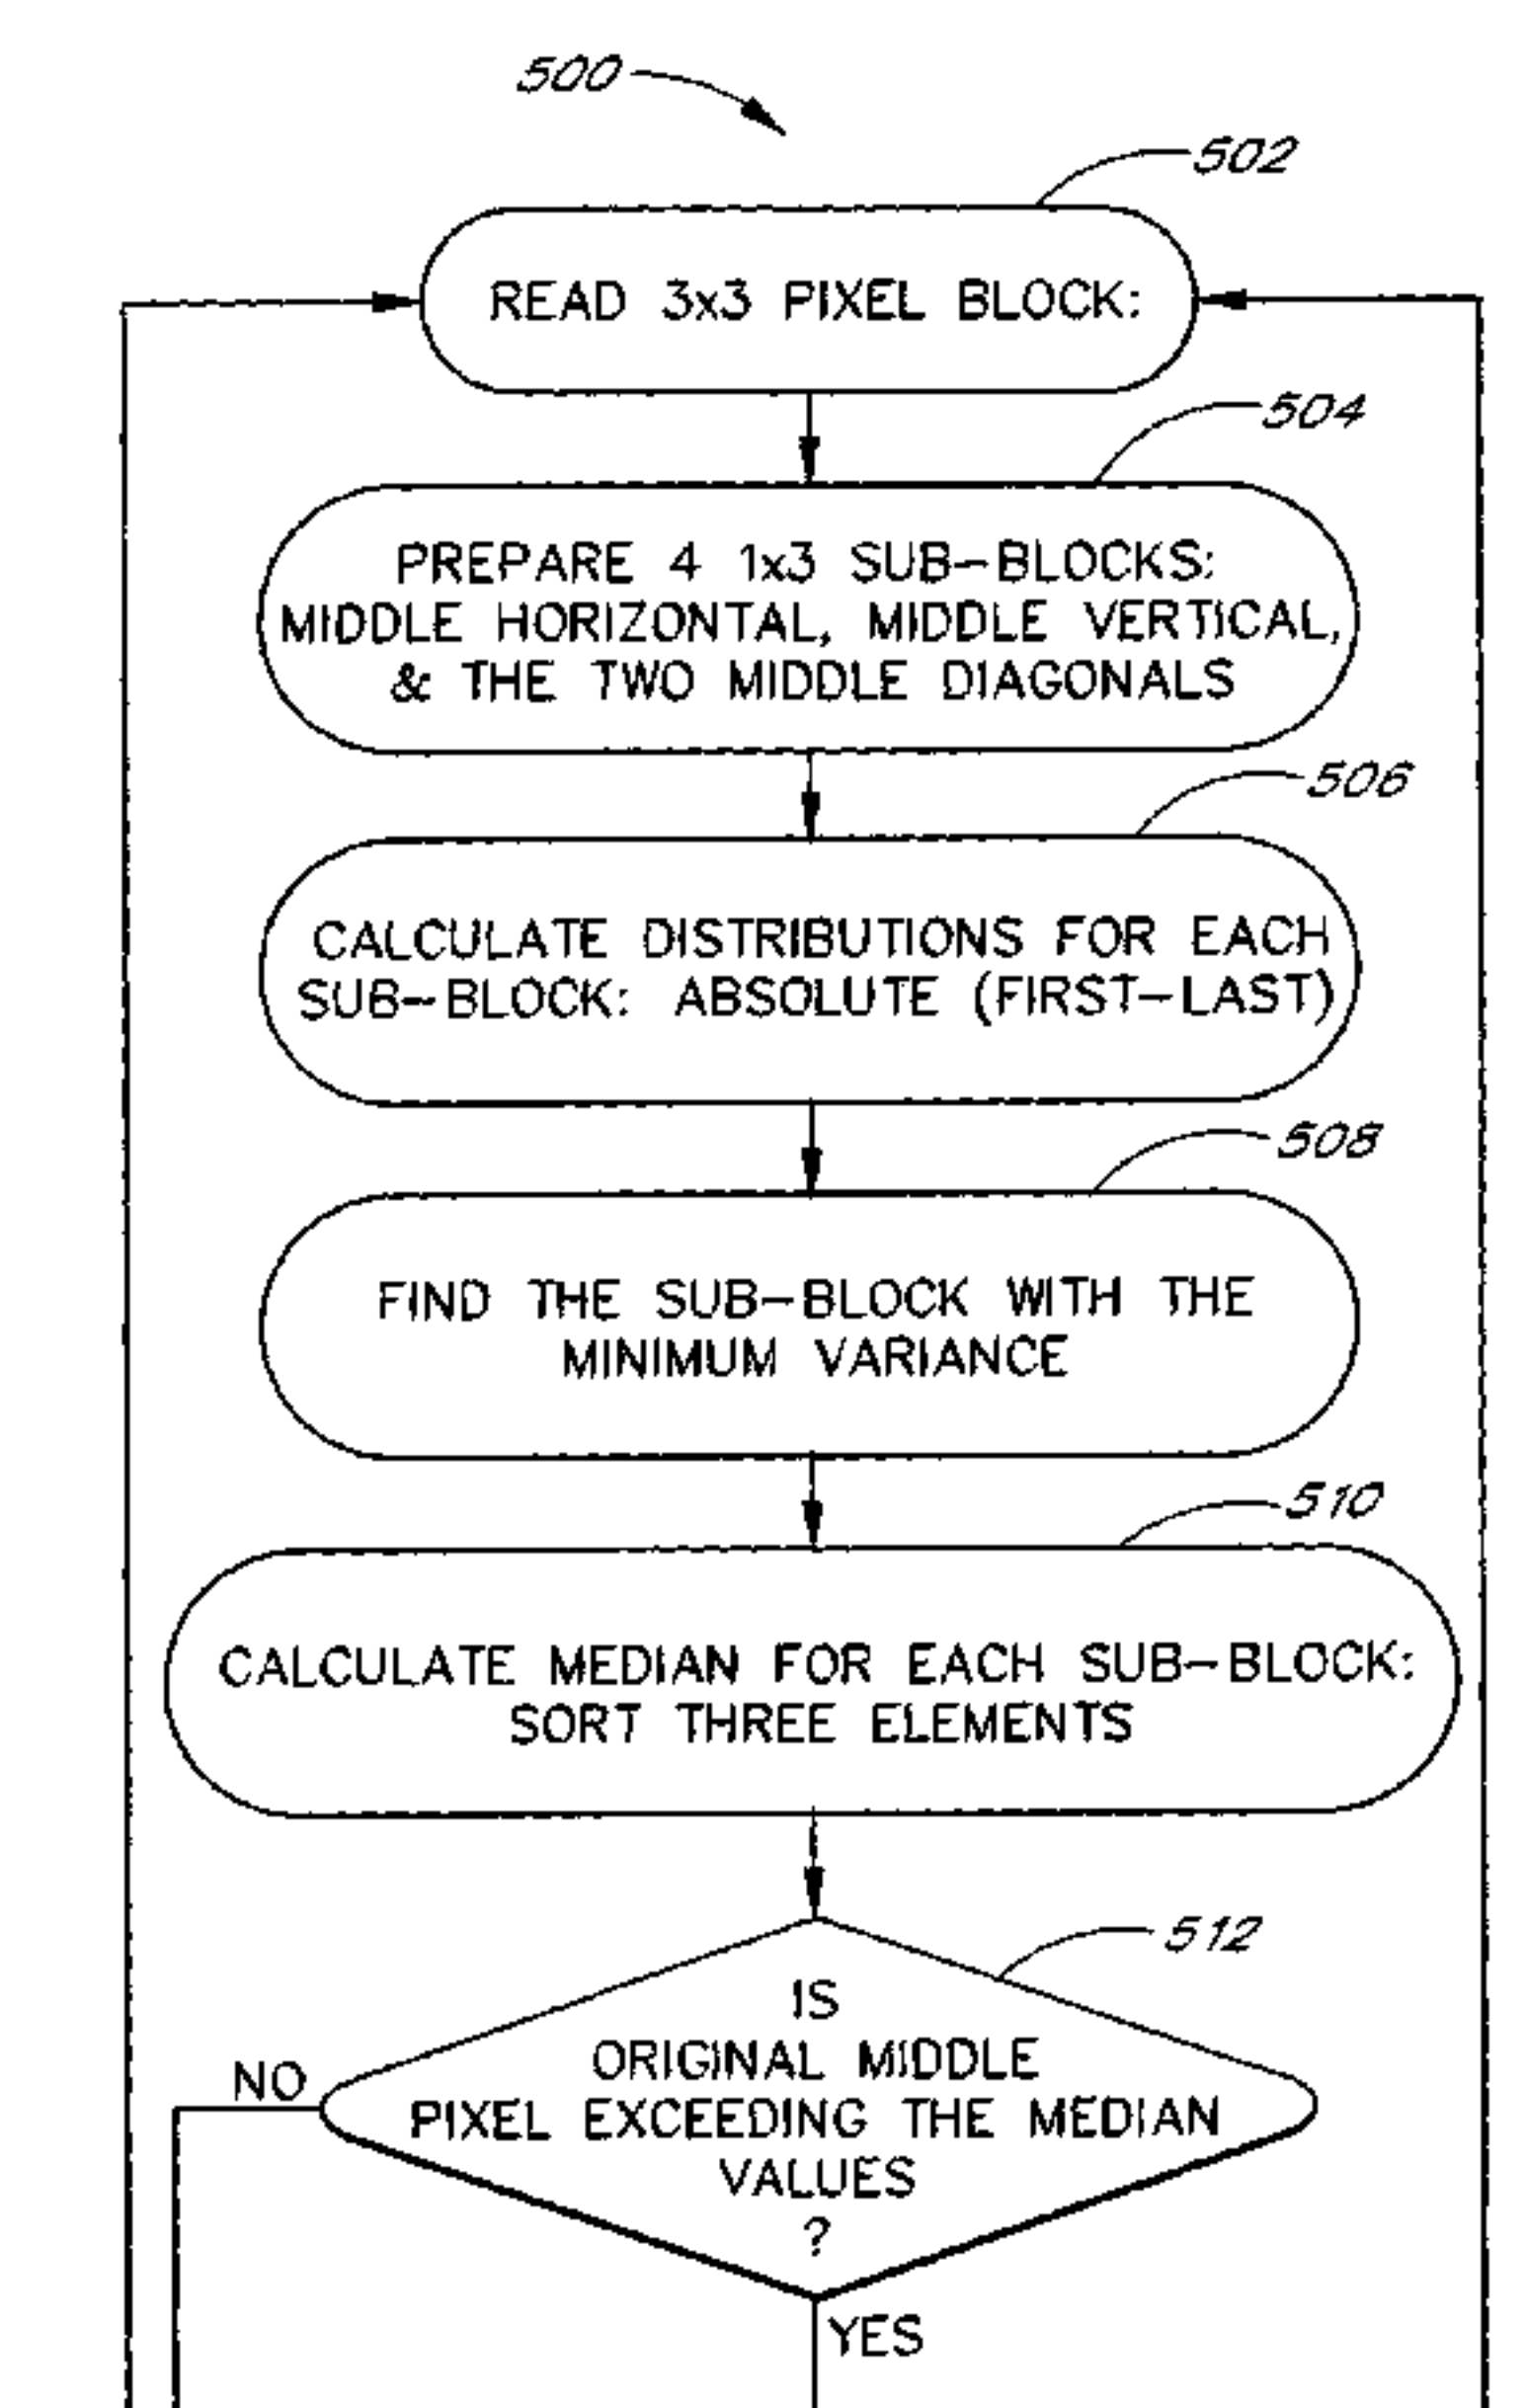 500
502
READ 3x3 PIXEL BLOCK:
504
PREPARE 4 1x3 SUB-BLOCKS:
MIDDLE HORIZONTAL, MIDDLE VERTICAL,
& THE TWO MIDDLE DIAGONALS
506
CALCULATE DISTRIBUTIONS FOR EACH
SUB-BLOCK: ABSOLUTE (FIRST-LAST)
508
FIND THE SUB-BLOCK WITH THE
MINIMUM VARIANCE
510
CALCULATE MEDIAN FOR EACH SUB-BLOCK:
SORT THREE ELEMENTS
512
IS
ORIGINAL MIDDLE
PIXEL EXCEEDING THE MEDIAN
VALUES
?
NO
YES